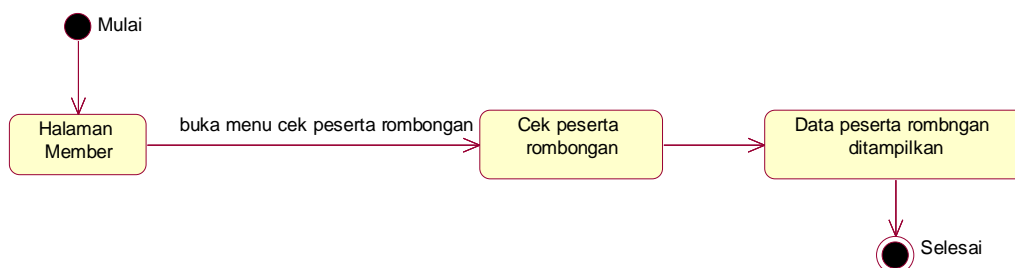 Mulai
Halaman
Member
buka menu cek peserta rombongan
Cek peserta
rombongan
Data peserta rombngan
ditampilkan
Selesai